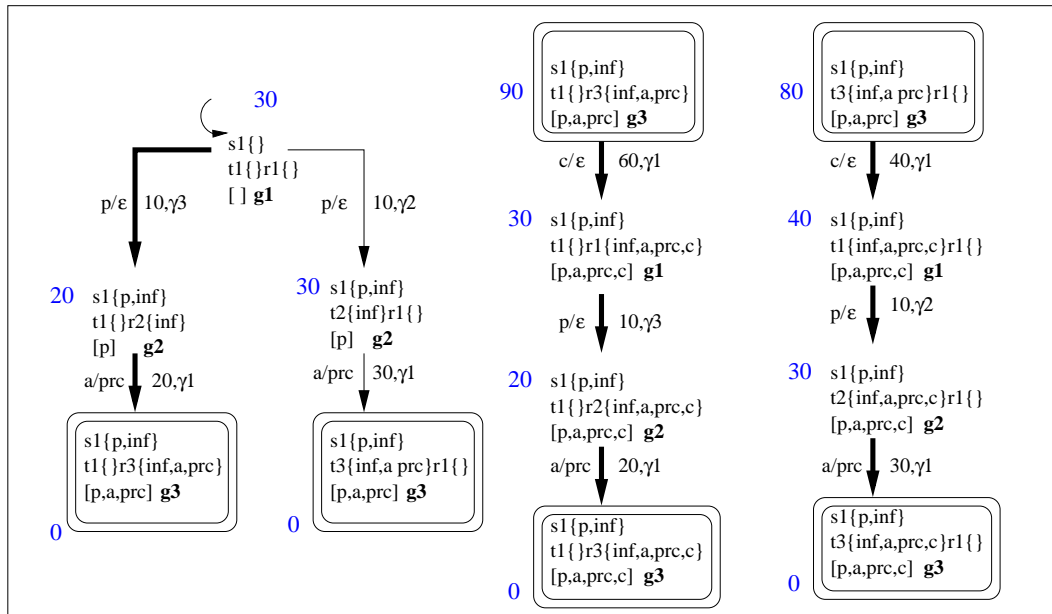 30
s1{}
t1{}r1{}
[ ] g1
p/ε 10,γ3
p/ε 10,γ2
20
s1{p,inf}
t1{}r2{inf}
[p] g2
a/prc 20,γ1
30
s1{p,inf}
t2{inf}r1{}
[p] g2
a/prc 30,γ1
s1{p,inf}
t1{}r3{inf,a,prc}
[p,a,prc] g3
0
s1{p,inf}
t3{inf,a prc}r1{}
[p,a,prc] g3
0
90
s1{p,inf}
t1{}r3{inf,a,prc}
[p,a,prc] g3
c/ε 60,γ1
30
s1{p,inf}
t1{}r1{inf,a,prc,c}
[p,a,prc,c] g1
p/ε 10,γ3
20
s1{p,inf}
t1{}r2{inf,a,prc,c}
[p,a,prc,c] g2
a/prc 20,γ1
s1{p,inf}
t1{}r3{inf,a,prc,c}
[p,a,prc,c] g3
0
80
s1{p,inf}
t3{inf,a prc}r1{}
[p,a,prc] g3
c/ε 40,γ1
40
s1{p,inf}
t1{inf,a,prc,c}r1{}
[p,a,prc,c] g1
p/ε 10,γ2
30
s1{p,inf}
t2{inf,a,prc,c}r1{}
[p,a,prc,c] g2
a/prc 30,γ1
s1{p,inf}
t3{inf,a,prc,c}r1{}
[p,a,prc,c] g3
0